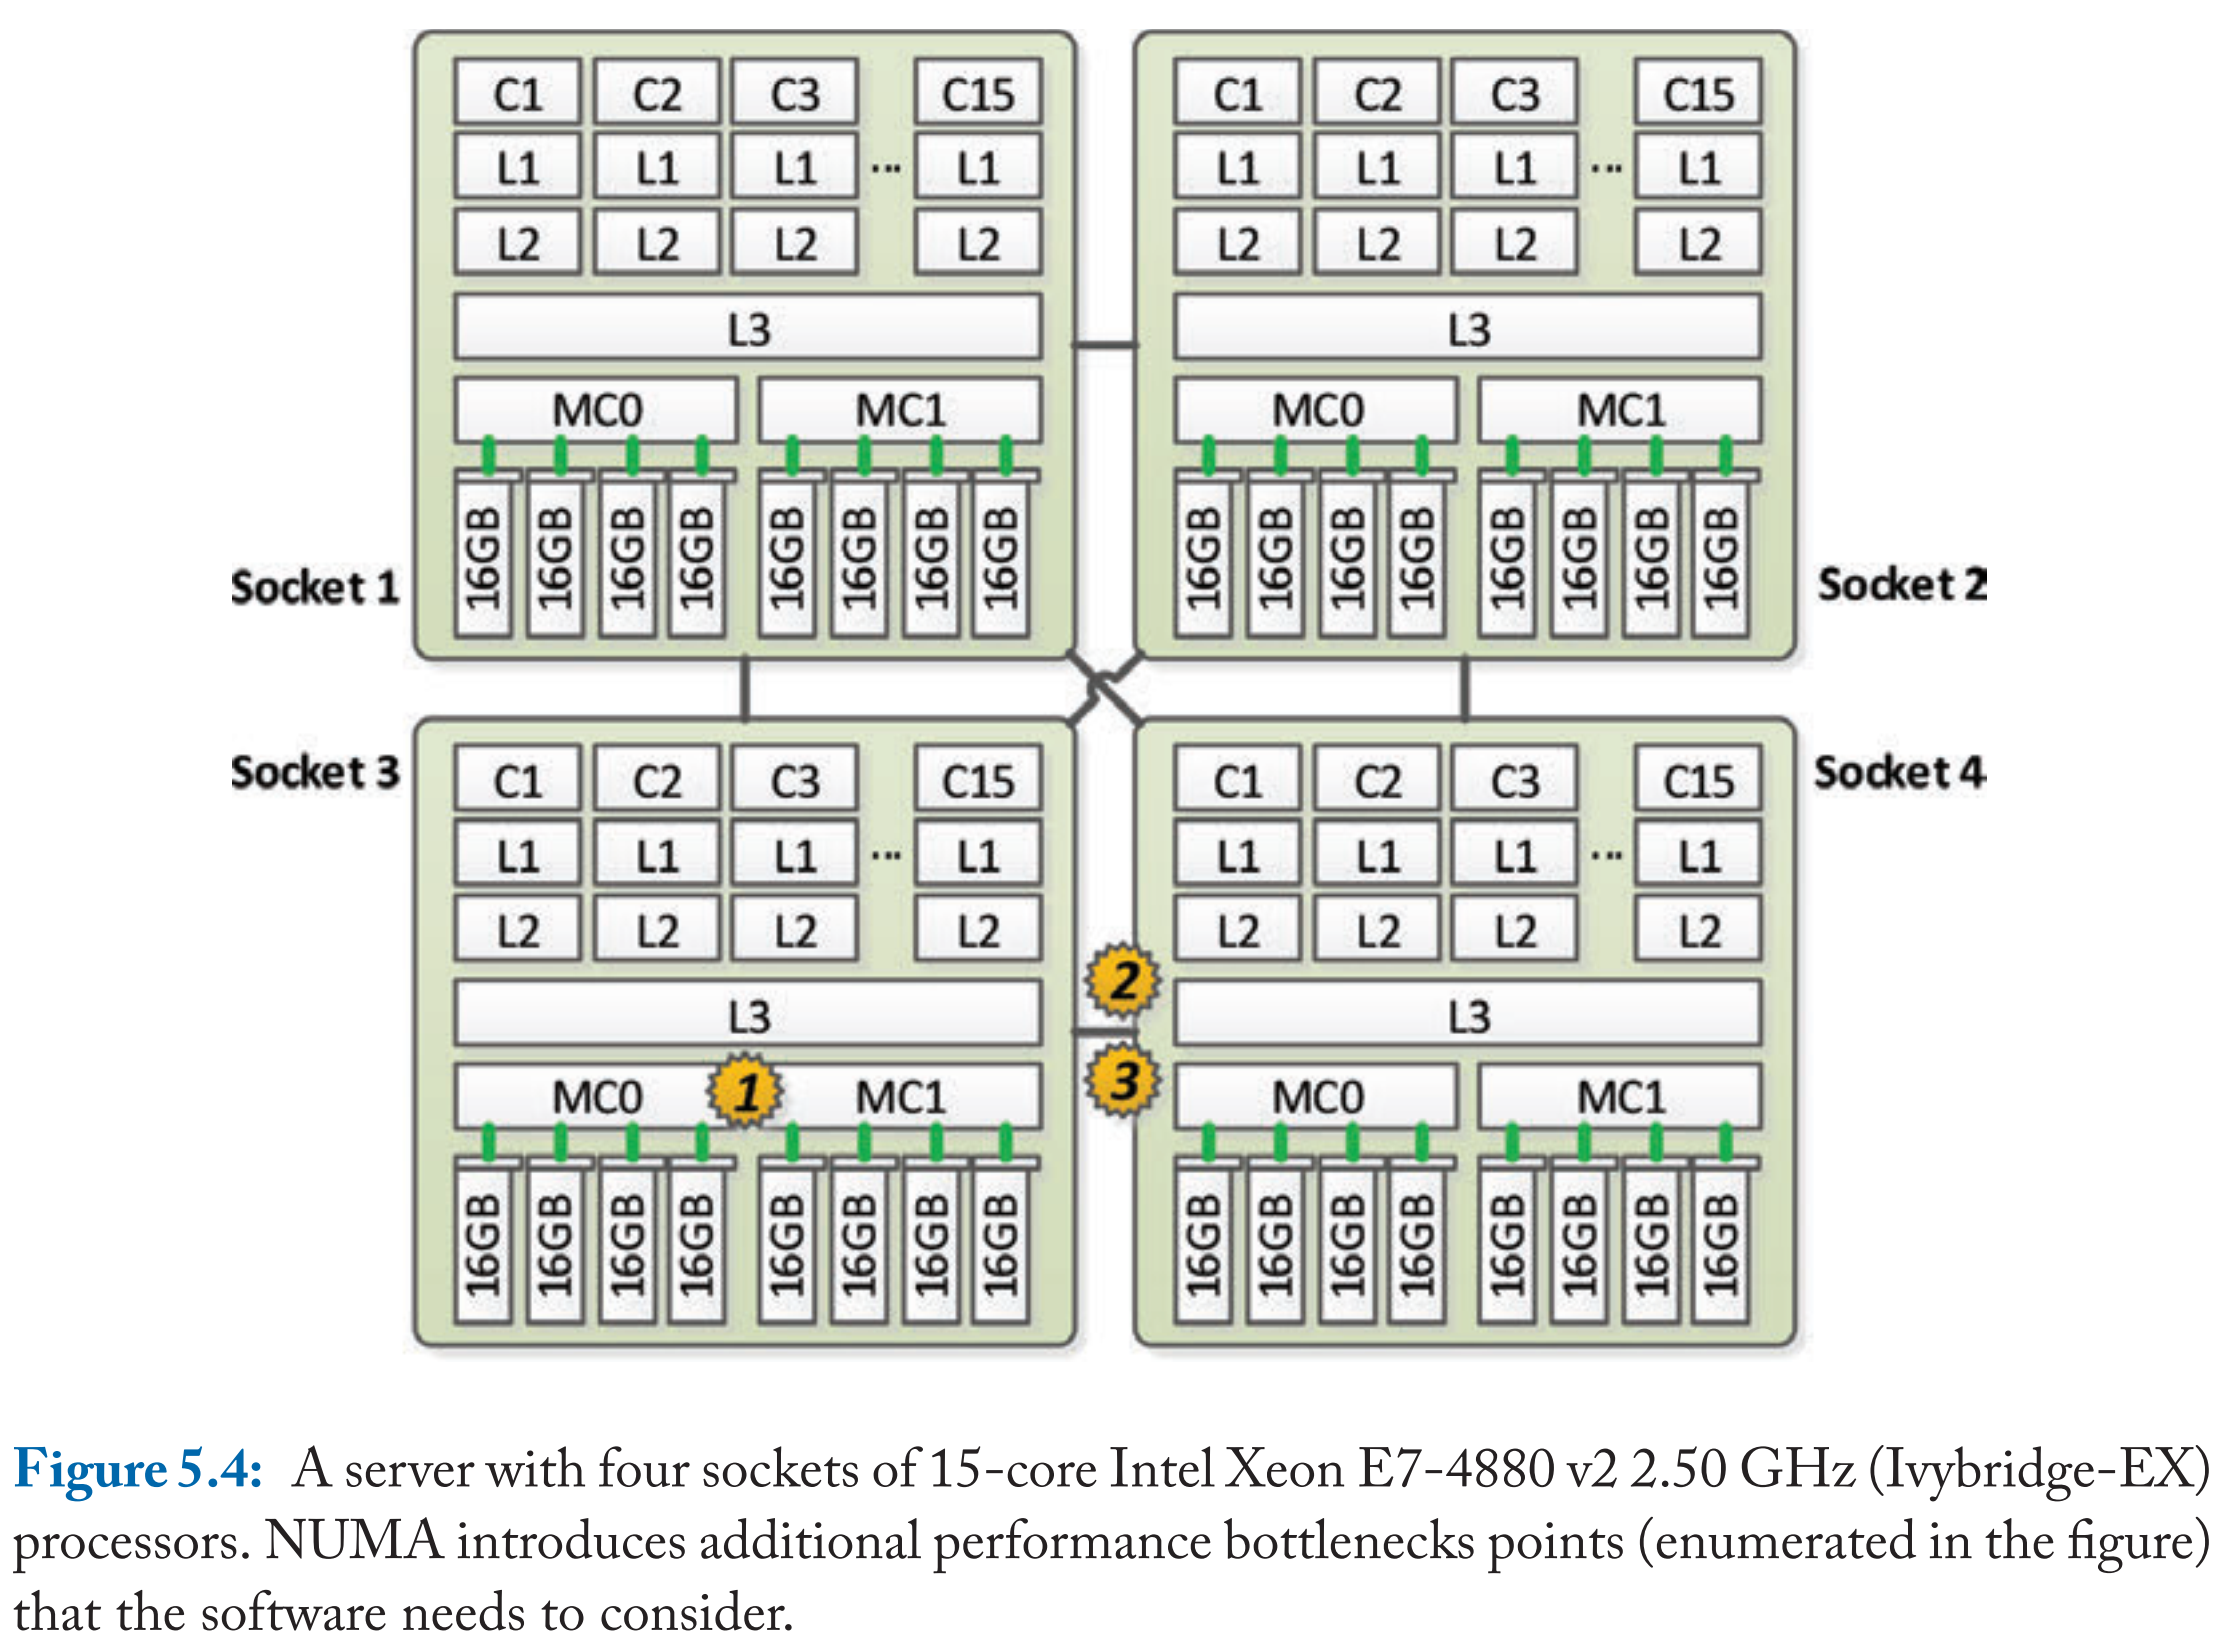 C1 C2 C3 C15
L1 L1 L1 ... L1
L2 L2 L2 L2
L3
MC0 MC1
16GB 16GB 16GB 16GB 16GB 16GB 16GB 16GB
Socket 1
C1 C2 C3 C15
L1 L1 L1 ... L1
L2 L2 L2 L2
L3
MC0 MC1
16GB 16GB 16GB 16GB 16GB 16GB 16GB 16GB
Socket 2
Socket 3
C1 C2 C3 C15
L1 L1 L1 ... L1
L2 L2 L2 L2
L3
MC0 1 MC1
16GB 16GB 16GB 16GB 16GB 16GB 16GB 16GB
2
3
Socket 4
C1 C2 C3 C15
L1 L1 L1 ... L1
L2 L2 L2 L2
L3
MC0 MC1
16GB 16GB 16GB 16GB 16GB 16GB 16GB 16GB
Figure 5.4: A server with four sockets of 15-core Intel Xeon E7-4880 v2 2.50 GHz (Ivybridge-EX)
processors. NUMA introduces additional performance bottlenecks points (enumerated in the figure)
that the software needs to consider.